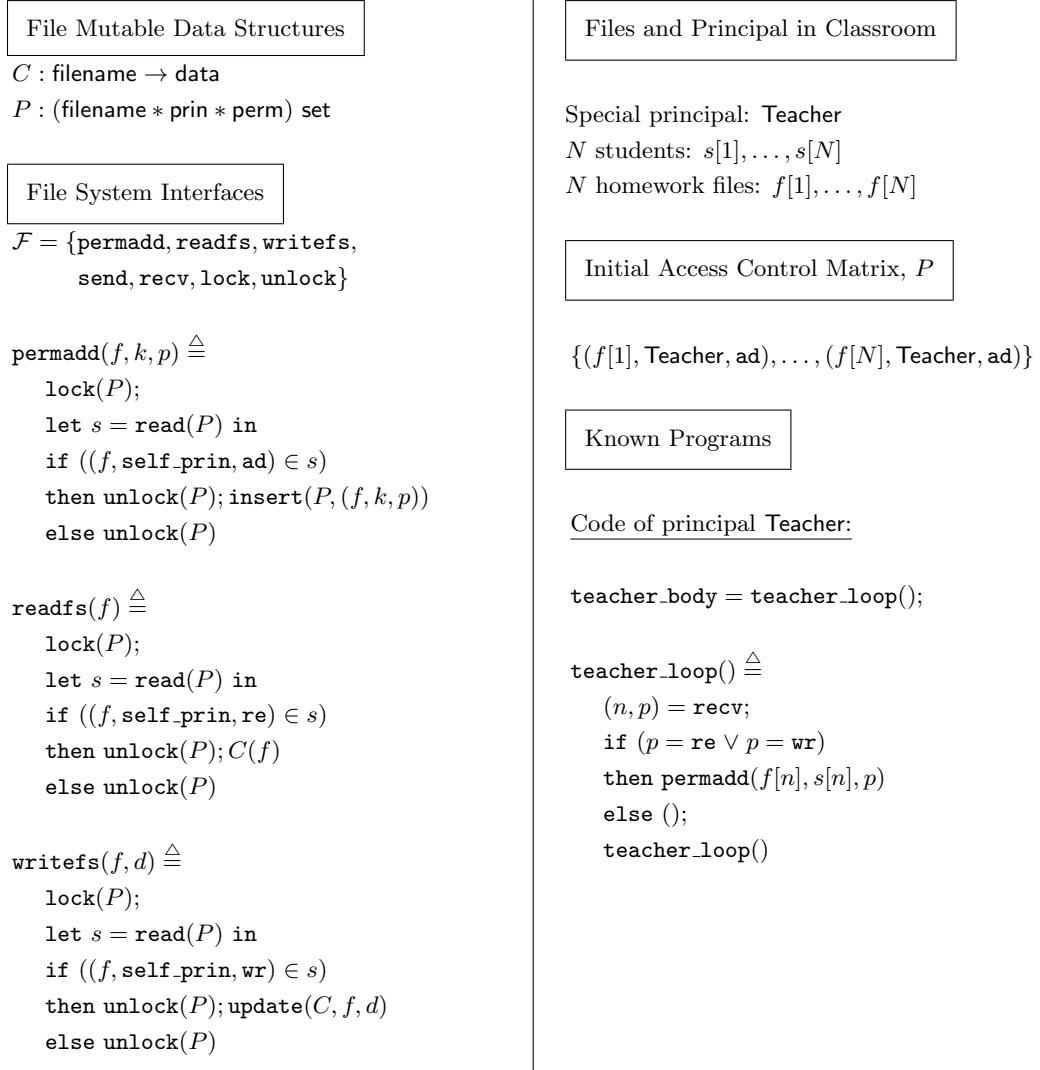 File Mutable Data Structures
C : filename → data
P : (filename ∗ prin ∗ perm) set
File System Interfaces
ℱ = {permadd, readfs, writefs,
send, recv, lock, unlock}
permadd(f, k, p) ≜
lock(P);
let s = read(P) in
if ((f, self_prin, ad) ∈ s)
then unlock(P); insert(P, (f, k, p))
else unlock(P)
readfs(f) ≜
lock(P);
let s = read(P) in
if ((f, self_prin, re) ∈ s)
then unlock(P); C(f)
else unlock(P)
writefs(f, d) ≜
lock(P);
let s = read(P) in
if ((f, self_prin, wr) ∈ s)
then unlock(P); update(C, f, d)
else unlock(P)
Files and Principal in Classroom
Special principal: Teacher
N students: s[1], . . . , s[N]
N homework files: f[1], . . . , f[N]
Initial Access Control Matrix, P
{(f[1], Teacher, ad), . . . , (f[N], Teacher, ad)}
Known Programs
Code of principal Teacher:
teacher_body = teacher_loop();
teacher_loop() ≜
(n, p) = recv;
if (p = re ∨ p = wr)
then permadd(f[n], s[n], p)
else ();
teacher_loop()